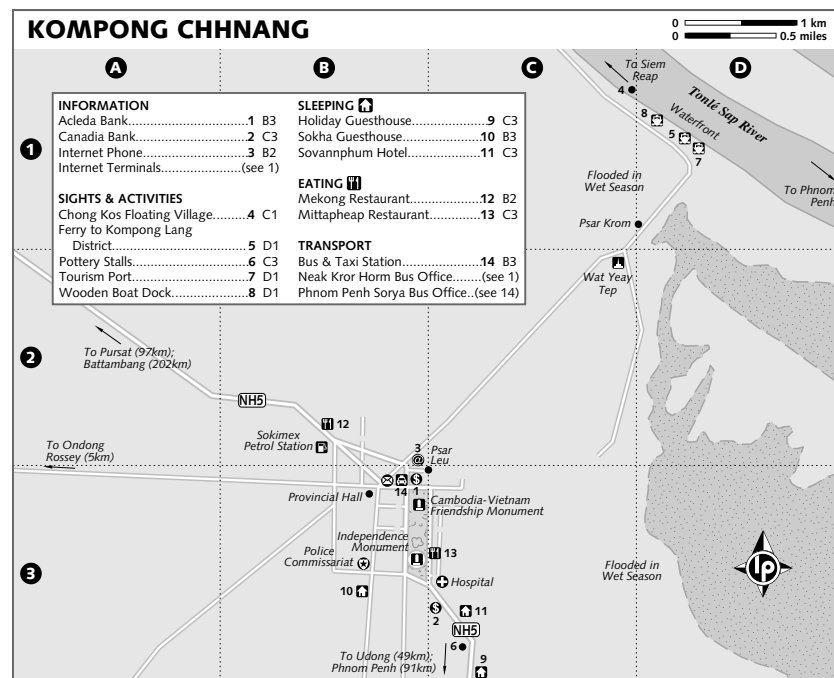 KOMPONG CHHNANG
0 1 km
0 0.5 miles
A B C D
1
2
3
INFORMATION
Acleda Bank.....................1 B3
Canadia Bank...................2 C3
Internet Phone..................3 B2
Internet Terminals...............(see 1)
SIGHTS & ACTIVITIES
Chong Kos Floating Village........4 C1
Ferry to Kompong Lang
District........................5 D1
Pottery Stalls....................6 C3
Tourism Port.....................7 D1
Wooden Boat Dock...............8 D1
SLEEPING
Holiday Guesthouse..............9 C3
Sokha Guesthouse..............10 B3
Sovannphum Hotel.............11 C3
EATING
Mekong Restaurant.............12 B2
Mittapheap Restaurant..........13 C3
TRANSPORT
Bus & Taxi Station..............14 B3
Neak Kror Horm Bus Office......(see 1)
Phnom Penh Sorya Bus Office..(see 14)
To Siem
Reap
4
8
5
7
Waterfront
Tonlé Sap River
To Phnom
Penh
Flooded in
Wet Season
Psar Krom
Wat Yeay
Tep
To Pursat (97km);
Battambang (202km)
NH5
12
Sokimex
Petrol Station
3
@
Psar
Leu
To Ondong
Rossey (5km)
Provincial Hall
14
$
1
Cambodia-Vietnam
Friendship Monument
Independence
Monument
13
Police
Commissariat
Hospital
Flooded in
Wet Season
lp
10
$
2
11
NH5
6
9
To Udong (49km);
Phnom Penh (91km)